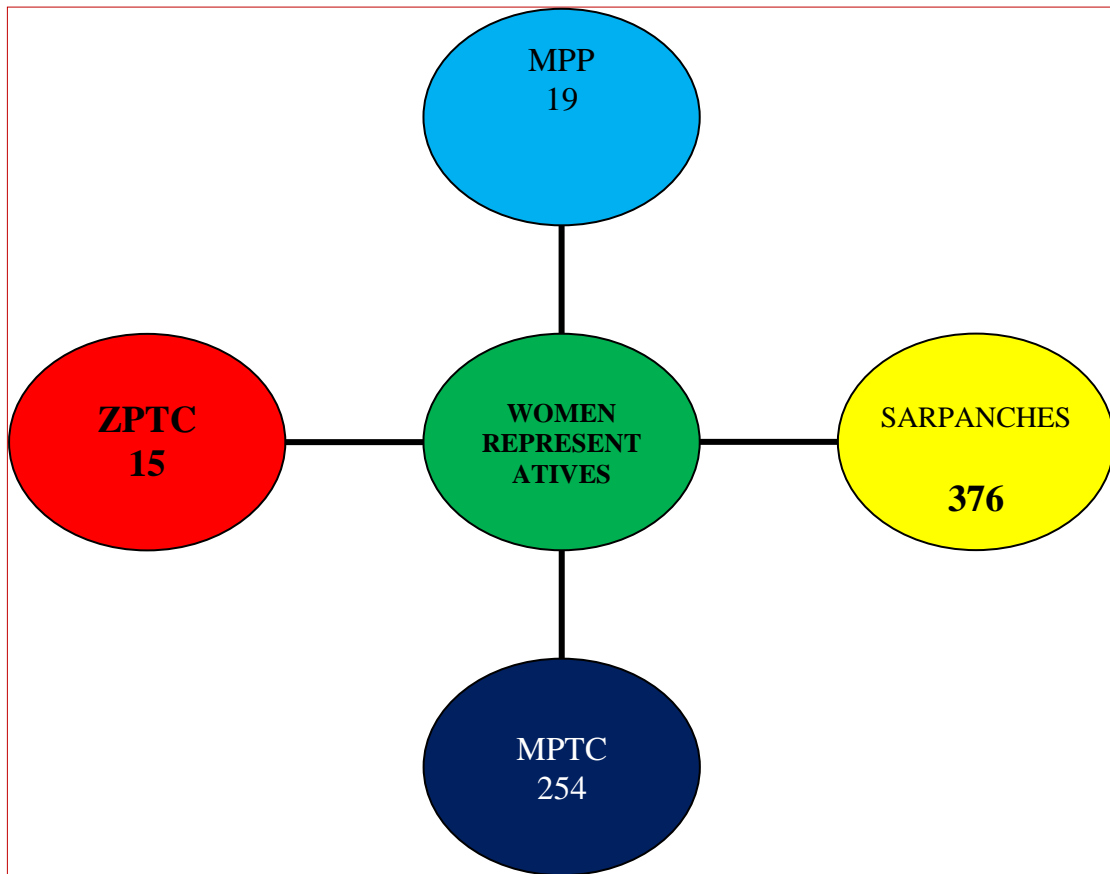 MPP
19
ZPTC
15
WOMEN
REPRESENT
ATIVES
SARPANCHES
376
MPTC
254